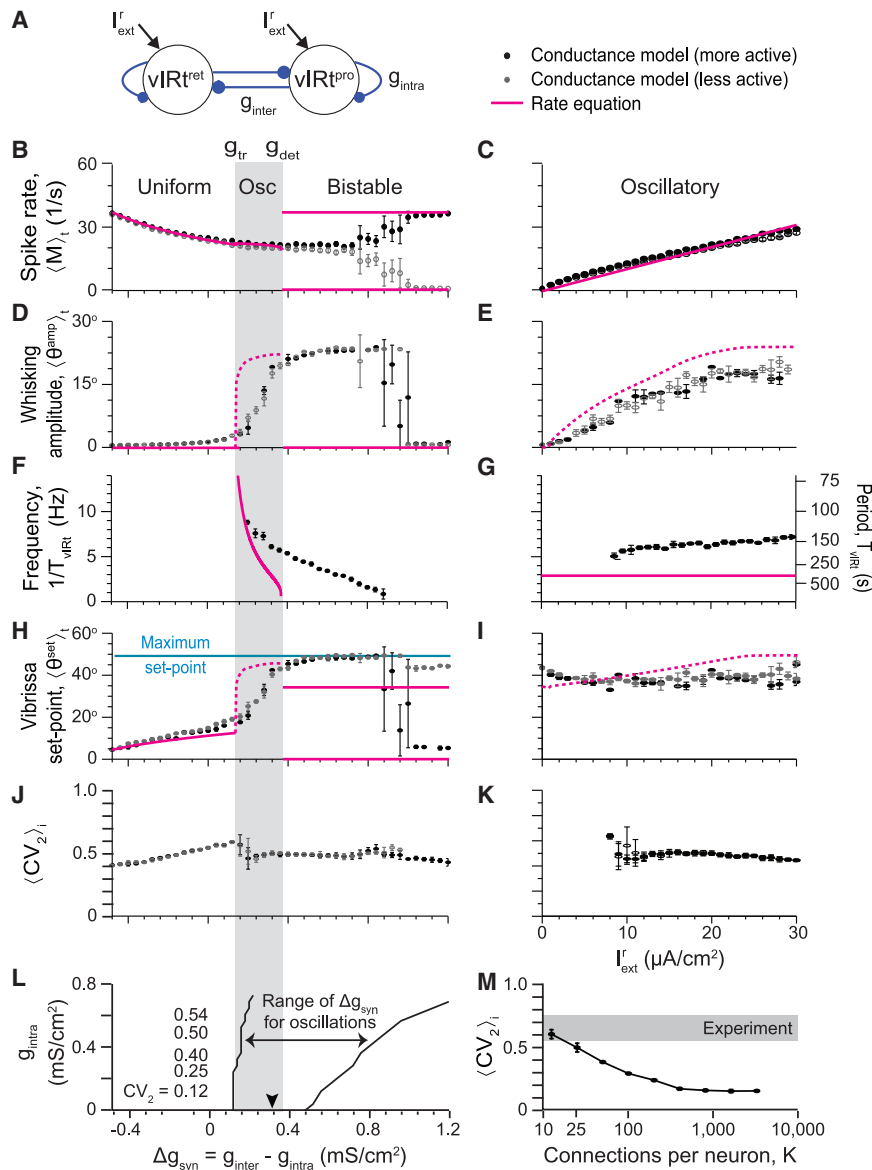 A
I^r_ext
I^r_ext
vIRt^ret
vIRt^pro
g_inter
g_intra
Conductance model (more active)
Conductance model (less active)
Rate equation
B
g_tr g_det
Uniform Osc Bistable
Spike rate, ⟨M⟩_t (1/s)
60
30
0
C
Oscillatory
D
Whisking amplitude, ⟨θ^amp⟩_t
30°
15°
0
E
F
Frequency, 1/T_vIRt (Hz)
10
5
0
G
75
100
150
250
500
Period, T_vIRt (s)
H
Vibrissa set-point, ⟨θ^set⟩_t
60°
40°
20°
0
Maximum
set-point
I
J
⟨CV_2⟩_i
1.0
0.5
0
K
0 10 20 30
I^r_ext (μA/cm²)
L
g_intra (mS/cm²)
0.8
0.4
0
0.54
0.50
0.40
0.25
CV_2 = 0.12
Range of Δg_syn
for oscillations
-0.4 0 0.4 0.8 1.2
Δg_syn = g_inter - g_intra (mS/cm²)
M
⟨CV_2⟩_i
1.0
0.5
0
Experiment
10 25 100 1,000 10,000
Connections per neuron, K